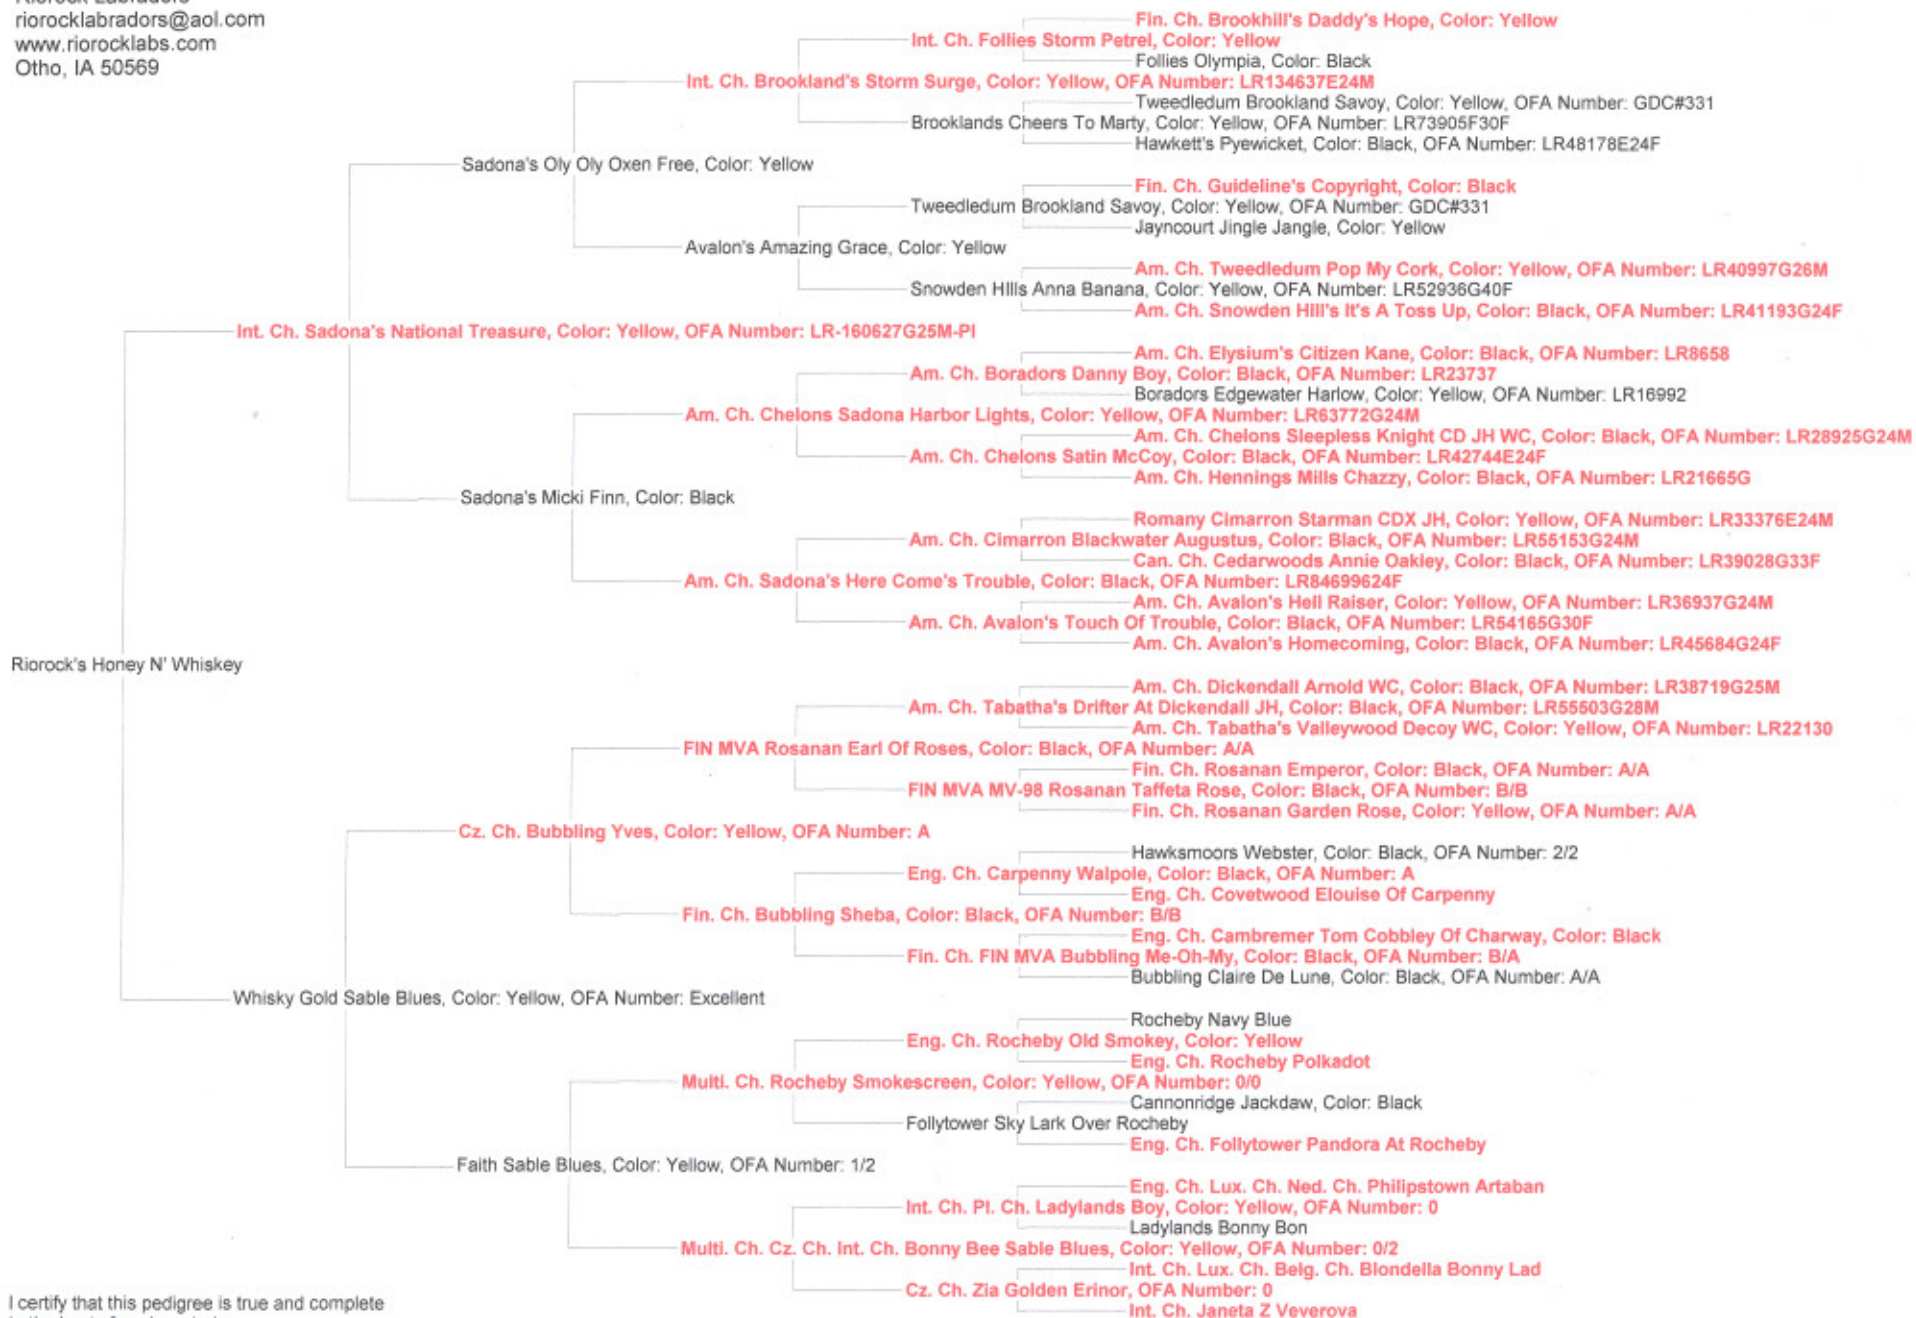 Riorock Labradors
riorocklabradors@aol.com
www.riorocklabs.com
Otho, IA 50569
Fin. Ch. Brookhill's Daddy's Hope, Color: Yellow
Int. Ch. Follies Storm Petrel, Color: Yellow
Follies Olympia, Color: Black
Int. Ch. Brookland's Storm Surge, Color: Yellow, OFA Number: LR134637E24M
Tweedledum Brookland Savoy, Color: Yellow, OFA Number: GDC#331
Brooklands Cheers To Marty, Color: Yellow, OFA Number: LR73905F30F
Hawkett's Pyewicket, Color: Black, OFA Number: LR48178E24F
Sadona's Oly Oly Oxen Free, Color: Yellow
Fin. Ch. Guideline's Copyright, Color: Black
Tweedledum Brookland Savoy, Color: Yellow, OFA Number: GDC#331
Jayncourt Jingle Jangle, Color: Yellow
Avalon's Amazing Grace, Color: Yellow
Am. Ch. Tweedledum Pop My Cork, Color: Yellow, OFA Number: LR40997G26M
Snowden HIlls Anna Banana, Color: Yellow, OFA Number: LR52936G40F
Am. Ch. Snowden Hill's It's A Toss Up, Color: Black, OFA Number: LR41193G24F
Int. Ch. Sadona's National Treasure, Color: Yellow, OFA Number: LR-160627G25M-PI
Am. Ch. Elysium's Citizen Kane, Color: Black, OFA Number: LR8658
Am. Ch. Boradors Danny Boy, Color: Black, OFA Number: LR23737
Boradors Edgewater Harlow, Color: Yellow, OFA Number: LR16992
Am. Ch. Chelons Sadona Harbor Lights, Color: Yellow, OFA Number: LR63772G24M
Am. Ch. Chelons Sleepless Knight CD JH WC, Color: Black, OFA Number: LR28925G24M
Am. Ch. Chelons Satin McCoy, Color: Black, OFA Number: LR42744E24F
Am. Ch. Hennings Mills Chazzy, Color: Black, OFA Number: LR21665G
Sadona's Micki Finn, Color: Black
Romany Cimarron Starman CDX JH, Color: Yellow, OFA Number: LR33376E24M
Am. Ch. Cimarron Blackwater Augustus, Color: Black, OFA Number: LR55153G24M
Can. Ch. Cedarwoods Annie Oakley, Color: Black, OFA Number: LR39028G33F
Am. Ch. Sadona's Here Come's Trouble, Color: Black, OFA Number: LR84699624F
Am. Ch. Avalon's Hell Raiser, Color: Yellow, OFA Number: LR36937G24M
Am. Ch. Avalon's Touch Of Trouble, Color: Black, OFA Number: LR54165G30F
Am. Ch. Avalon's Homecoming, Color: Black, OFA Number: LR45684G24F
Riorock's Honey N' Whiskey
Am. Ch. Dickendall Arnold WC, Color: Black, OFA Number: LR38719G25M
Am. Ch. Tabatha's Drifter At Dickendall JH, Color: Black, OFA Number: LR55503G28M
Am. Ch. Tabatha's Valleywood Decoy WC, Color: Yellow, OFA Number: LR22130
FIN MVA Rosanan Earl Of Roses, Color: Black, OFA Number: A/A
Fin. Ch. Rosanan Emperor, Color: Black, OFA Number: A/A
FIN MVA MV-98 Rosanan Taffeta Rose, Color: Black, OFA Number: B/B
Fin. Ch. Rosanan Garden Rose, Color: Yellow, OFA Number: A/A
Cz. Ch. Bubbling Yves, Color: Yellow, OFA Number: A
Hawksmoors Webster, Color: Black, OFA Number: 2/2
Eng. Ch. Carpenny Walpole, Color: Black, OFA Number: A
Eng. Ch. Covetwood Elouise Of Carpenny
Fin. Ch. Bubbling Sheba, Color: Black, OFA Number: B/B
Eng. Ch. Cambremer Tom Cobbley Of Charway, Color: Black
Fin. Ch. FIN MVA Bubbling Me-Oh-My, Color: Black, OFA Number: B/A
Bubbling Claire De Lune, Color: Black, OFA Number: A/A
Whisky Gold Sable Blues, Color: Yellow, OFA Number: Excellent
Rocheby Navy Blue
Eng. Ch. Rocheby Old Smokey, Color: Yellow
Eng. Ch. Rocheby Polkadot
Multi. Ch. Rocheby Smokescreen, Color: Yellow, OFA Number: 0/0
Cannonridge Jackdaw, Color: Black
Follytower Sky Lark Over Rocheby
Eng. Ch. Follytower Pandora At Rocheby
Faith Sable Blues, Color: Yellow, OFA Number: 1/2
Eng. Ch. Lux. Ch. Ned. Ch. Philipstown Artaban
Int. Ch. Pl. Ch. Ladylands Boy, Color: Yellow, OFA Number: 0
Ladylands Bonny Bon
Multi. Ch. Cz. Ch. Int. Ch. Bonny Bee Sable Blues, Color: Yellow, OFA Number: 0/2
Int. Ch. Lux. Ch. Belg. Ch. Blondella Bonny Lad
Cz. Ch. Zia Golden Erinor, OFA Number: 0
Int. Ch. Janeta Z Veverova
I certify that this pedigree is true and complete